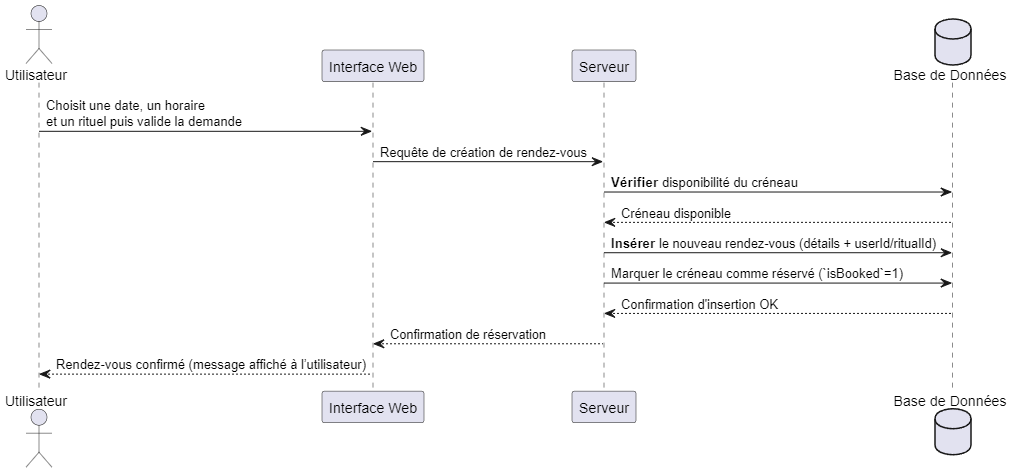 Utilisateur
Interface Web
Serveur
Base de Données
Choisit une date, un horaire
et un rituel puis valide la demande
Requête de création de rendez-vous
Vérifier disponibilité du créneau
Créneau disponible
Insérer le nouveau rendez-vous (détails + userId/ritualId)
Marquer le créneau comme réservé (`isBooked`=1)
Confirmation d'insertion OK
Confirmation de réservation
Rendez-vous confirmé (message affiché à l'utilisateur)
Utilisateur
Interface Web
Serveur
Base de Données